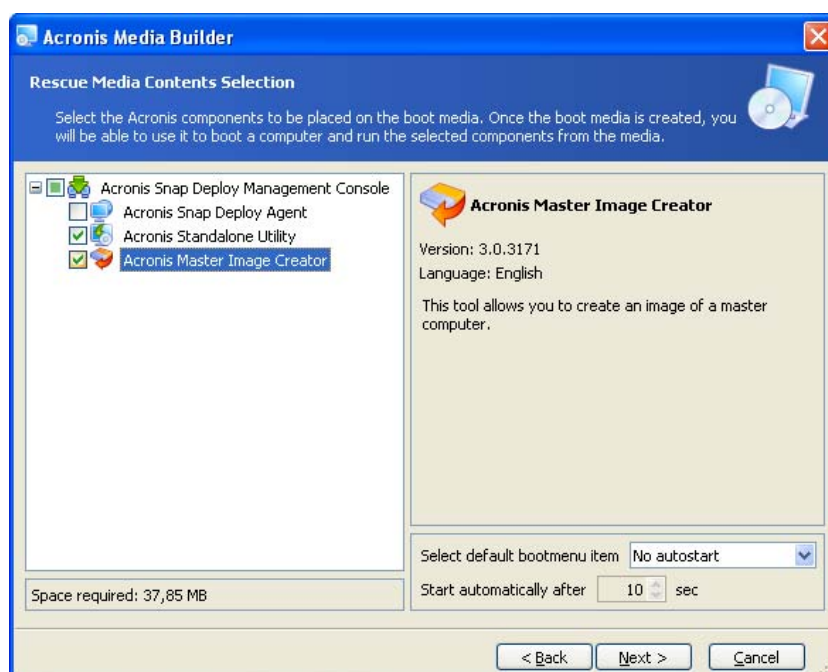 Acronis Media Builder
Rescue Media Contents Selection
Select the Acronis components to be placed on the boot media. Once the boot media is created, you
will be able to use it to boot a computer and run the selected components from the media.
Acronis Snap Deploy Management Console
Acronis Snap Deploy Agent
Acronis Standalone Utility
Acronis Master Image Creator
Space required: 37,85 MB
Acronis Master Image Creator
Version: 3.0.3171
Language: English
This tool allows you to create an image of a master
computer.
Select default bootmenu item No autostart
Start automatically after 10 sec
< Back Next > Cancel